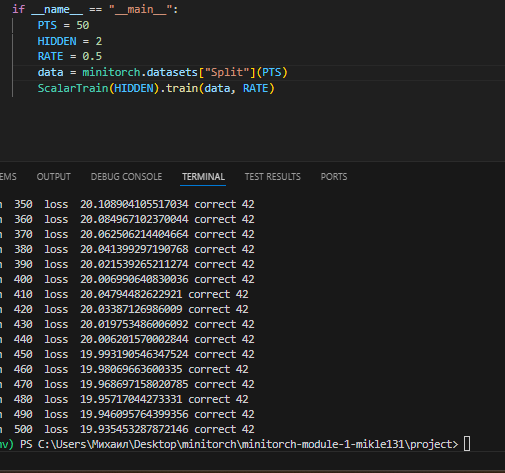 if __name__ == "__main__":
PTS = 50
HIDDEN = 2
RATE = 0.5
data = minitorch.datasets["Split"](PTS)
ScalarTrain(HIDDEN).train(data, RATE)
EMS OUTPUT DEBUG CONSOLE TERMINAL TEST RESULTS PORTS
h 350 loss 20.108904105517034 correct 42
h 360 loss 20.084967102370044 correct 42
h 370 loss 20.062506214404664 correct 42
h 380 loss 20.041399297190768 correct 42
h 390 loss 20.021539265211274 correct 42
h 400 loss 20.006990640830036 correct 42
h 410 loss 20.04794482622921 correct 42
h 420 loss 20.03387126986009 correct 42
h 430 loss 20.019753486006092 correct 42
h 440 loss 20.006201570002844 correct 42
h 450 loss 19.993190546347524 correct 42
h 460 loss 19.98069663600335 correct 42
h 470 loss 19.968697158020785 correct 42
h 480 loss 19.95717044273331 correct 42
h 490 loss 19.946095764399356 correct 42
h 500 loss 19.935453287872146 correct 42
nv) PS C:\Users\Михаил\Desktop\minitorch\minitorch-module-1-mikle131\project>